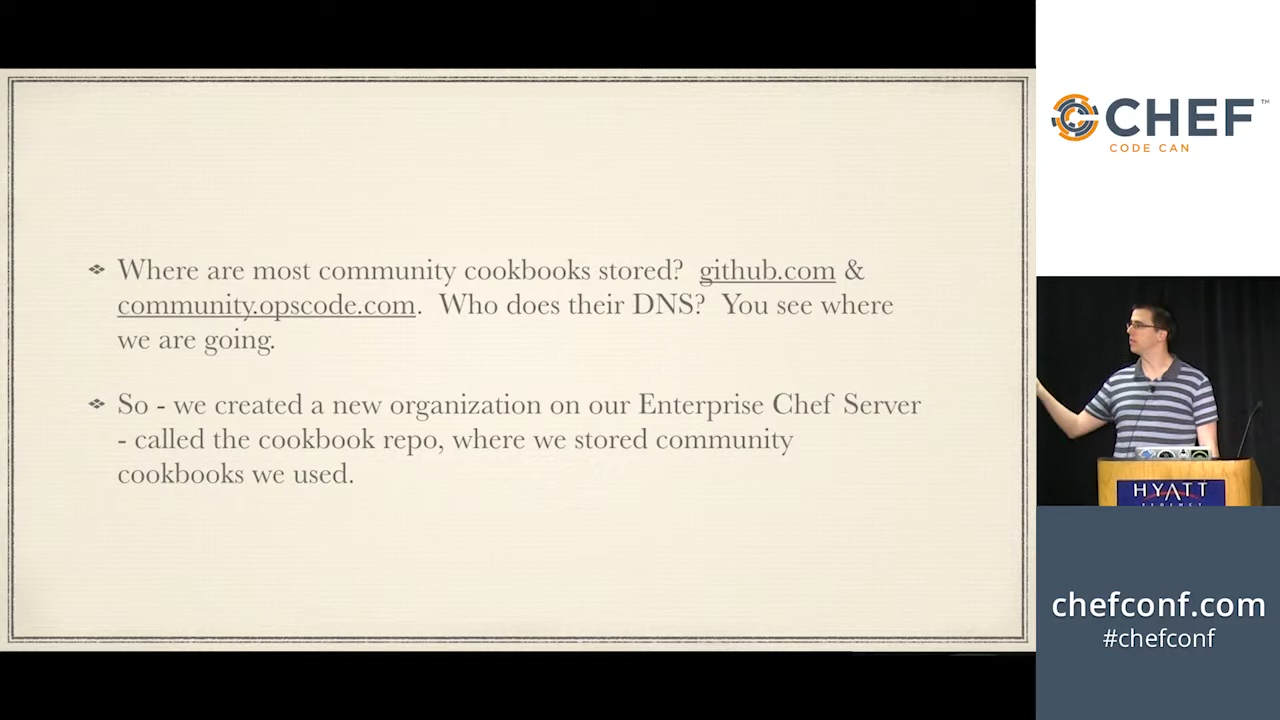 Where are most community cookbooks stored? github.com &
community.opscode.com. Who does their DNS? You see where
we are going.
So - we created a new organization on our Enterprise Chef Server
- called the cookbook repo, where we stored community
cookbooks we used.
CHEF™
CODE CAN
HYATT
chefconf.com
#chefconf